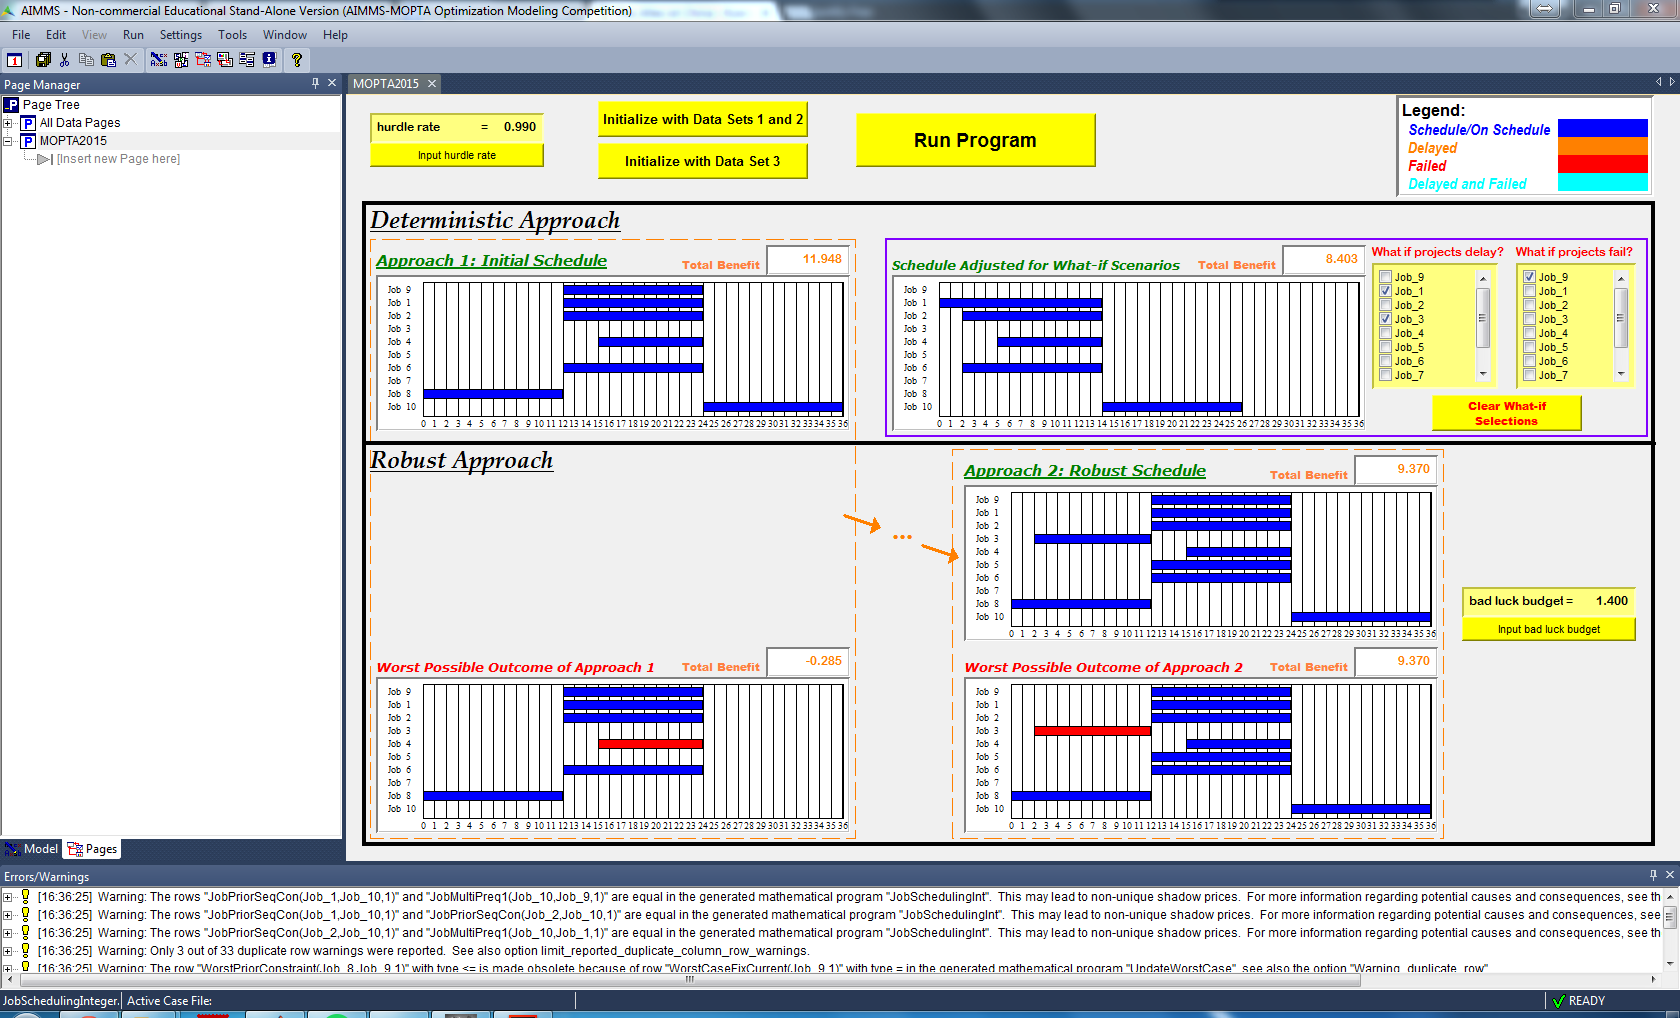 AIMMS - Non-commercial Educational Stand-Alone Version (AIMMS-MOPTA Optimization Modeling Competition)
File Edit View Run Settings Tools Window Help
Page Manager
Page Tree
All Data Pages
MOPTA2015
[Insert new Page here]
Model Pages
MOPTA2015
hurdle rate = 0.990
Input hurdle rate
Initialize with Data Sets 1 and 2
Initialize with Data Set 3
Run Program
Legend:
Schedule/On Schedule
Delayed
Failed
Delayed and Failed
Deterministic Approach
Approach 1: Initial Schedule Total Benefit 11.948
Job 9
Job 1
Job 2
Job 3
Job 4
Job 5
Job 6
Job 7
Job 8
Job 10
0 1 2 3 4 5 6 7 8 9 10 11 12 13 14 15 16 17 18 19 20 21 22 23 24 25 26 27 28 29 30 31 32 33 34 35 36
Schedule Adjusted for What-if Scenarios Total Benefit 8.403
Job 9
Job 1
Job 2
Job 3
Job 4
Job 5
Job 6
Job 7
Job 8
Job 10
0 1 2 3 4 5 6 7 8 9 10 11 12 13 14 15 16 17 18 19 20 21 22 23 24 25 26 27 28 29 30 31 32 33 34 35 36
What if projects delay?
Job_9
Job_1
Job_2
Job_3
Job_4
Job_5
Job_6
Job_7
What if projects fail?
Job_9
Job_1
Job_2
Job_3
Job_4
Job_5
Job_6
Job_7
Clear What-if
Selections
Robust Approach
...
Approach 2: Robust Schedule Total Benefit 9.370
Job 9
Job 1
Job 2
Job 3
Job 4
Job 5
Job 6
Job 7
Job 8
Job 10
0 1 2 3 4 5 6 7 8 9 10 11 12 13 14 15 16 17 18 19 20 21 22 23 24 25 26 27 28 29 30 31 32 33 34 35 36
bad luck budget = 1.400
Input bad luck budget
Worst Possible Outcome of Approach 1 Total Benefit -0.285
Job 9
Job 1
Job 2
Job 3
Job 4
Job 5
Job 6
Job 7
Job 8
Job 10
0 1 2 3 4 5 6 7 8 9 10 11 12 13 14 15 16 17 18 19 20 21 22 23 24 25 26 27 28 29 30 31 32 33 34 35 36
Worst Possible Outcome of Approach 2 Total Benefit 9.370
Job 9
Job 1
Job 2
Job 3
Job 4
Job 5
Job 6
Job 7
Job 8
Job 10
0 1 2 3 4 5 6 7 8 9 10 11 12 13 14 15 16 17 18 19 20 21 22 23 24 25 26 27 28 29 30 31 32 33 34 35 36
Errors/Warnings
[16:36:25] Warning: The rows "JobPriorSeqCon(Job_1,Job_10,1)" and "JobMultiPreq1(Job_10,Job_9,1)" are equal in the generated mathematical program "JobSchedulingInt". This may lead to non-unique shadow prices. For more information regarding potential causes and consequences, see th
[16:36:25] Warning: The rows "JobPriorSeqCon(Job_1,Job_10,1)" and "JobPriorSeqCon(Job_2,Job_10,1)" are equal in the generated mathematical program "JobSchedulingInt". This may lead to non-unique shadow prices. For more information regarding potential causes and consequences, see
[16:36:25] Warning: The rows "JobPriorSeqCon(Job_2,Job_10,1)" and "JobMultiPreq1(Job_10,Job_1,1)" are equal in the generated mathematical program "JobSchedulingInt". This may lead to non-unique shadow prices. For more information regarding potential causes and consequences, see th
[16:36:25] Warning: Only 3 out of 33 duplicate row warnings were reported. See also option limit_reported_duplicate_column_row_warnings.
[16:36:25] Warning: The row "WorstPriorConstraint(Job_8,Job_9,1)" with type <= is made obsolete because of row "WorstCaseFixCurrent(Job_9,1)" with type = in the generated mathematical program "UpdateWorstCase", see also the option "Warning_duplicate_row"
JobSchedulingInteger. Active Case File: READY